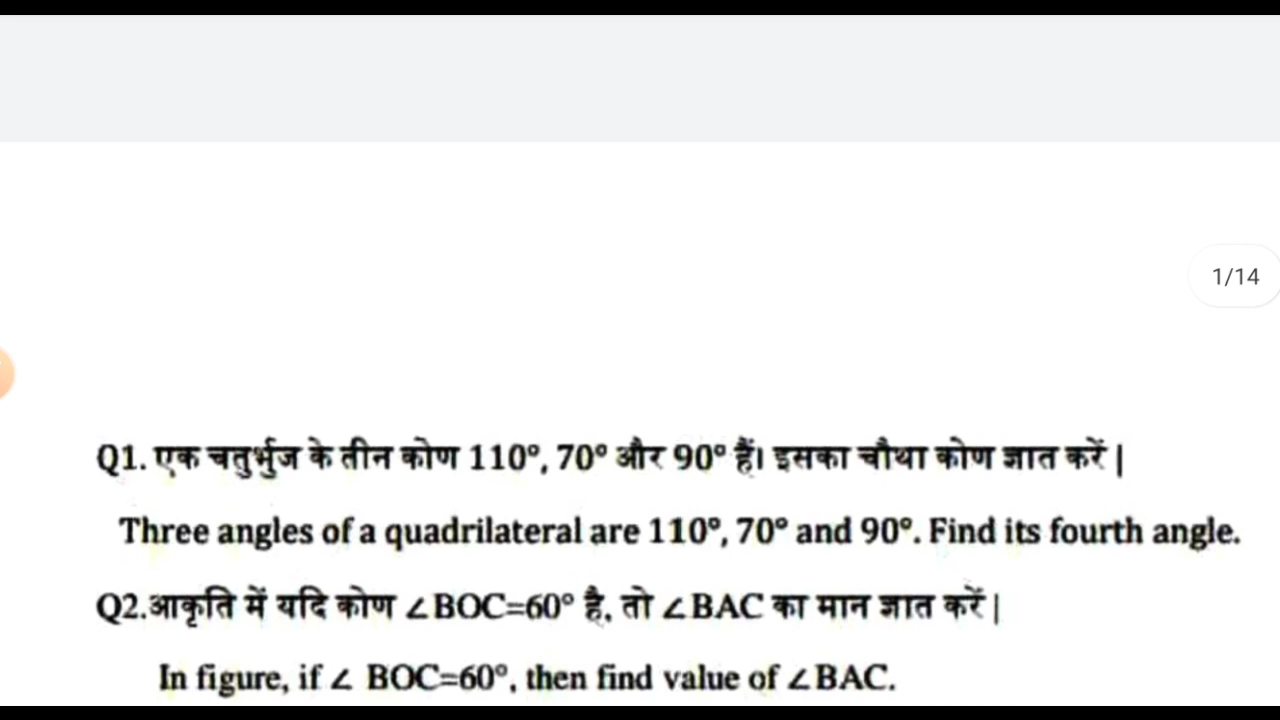 1/14
Q1. एक चतुर्भुज के तीन कोण 110°, 70° और 90° हैं। इसका चौथा कोण ज्ञात करें |
Three angles of a quadrilateral are 110°, 70° and 90°. Find its fourth angle.
Q2.आकृति में यदि कोण ∠BOC=60° है, तो ∠BAC का मान ज्ञात करें |
In figure, if ∠ BOC=60°, then find value of ∠BAC.